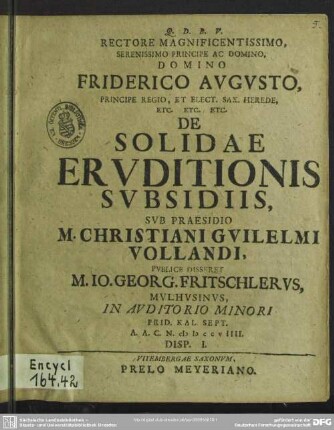 Q. D. B. V.
RECTORE MAGNIFICENTISSIMO,
SERENISSIMO PRINCIPE AC DOMINO,
DOMINO
FRIDERICO AVGVSTO,
PRINCIPE REGIO, ET ELECT. SAX. HEREDE,
ETC. ETC. ETC.
DE
SOLIDAE
ERVDITIONIS
SVBSIDIIS,
SVB PRAESIDIO
M. CHRISTIANI GVILELMI
VOLLANDI,
PVBLICE DISSERET
M. IO. GEORG. FRITSCHLERVS,
MVLHVSINVS,
IN AVDITORIO MINORI
PRID. KAL. SEPT.
A. A. C. N. cIↄ Iↄ ccvIIII.
DISP. I.
VITEMBERGAE SAXONVM,
PRELO MEYERIANO.
Encycl
164,42
5.